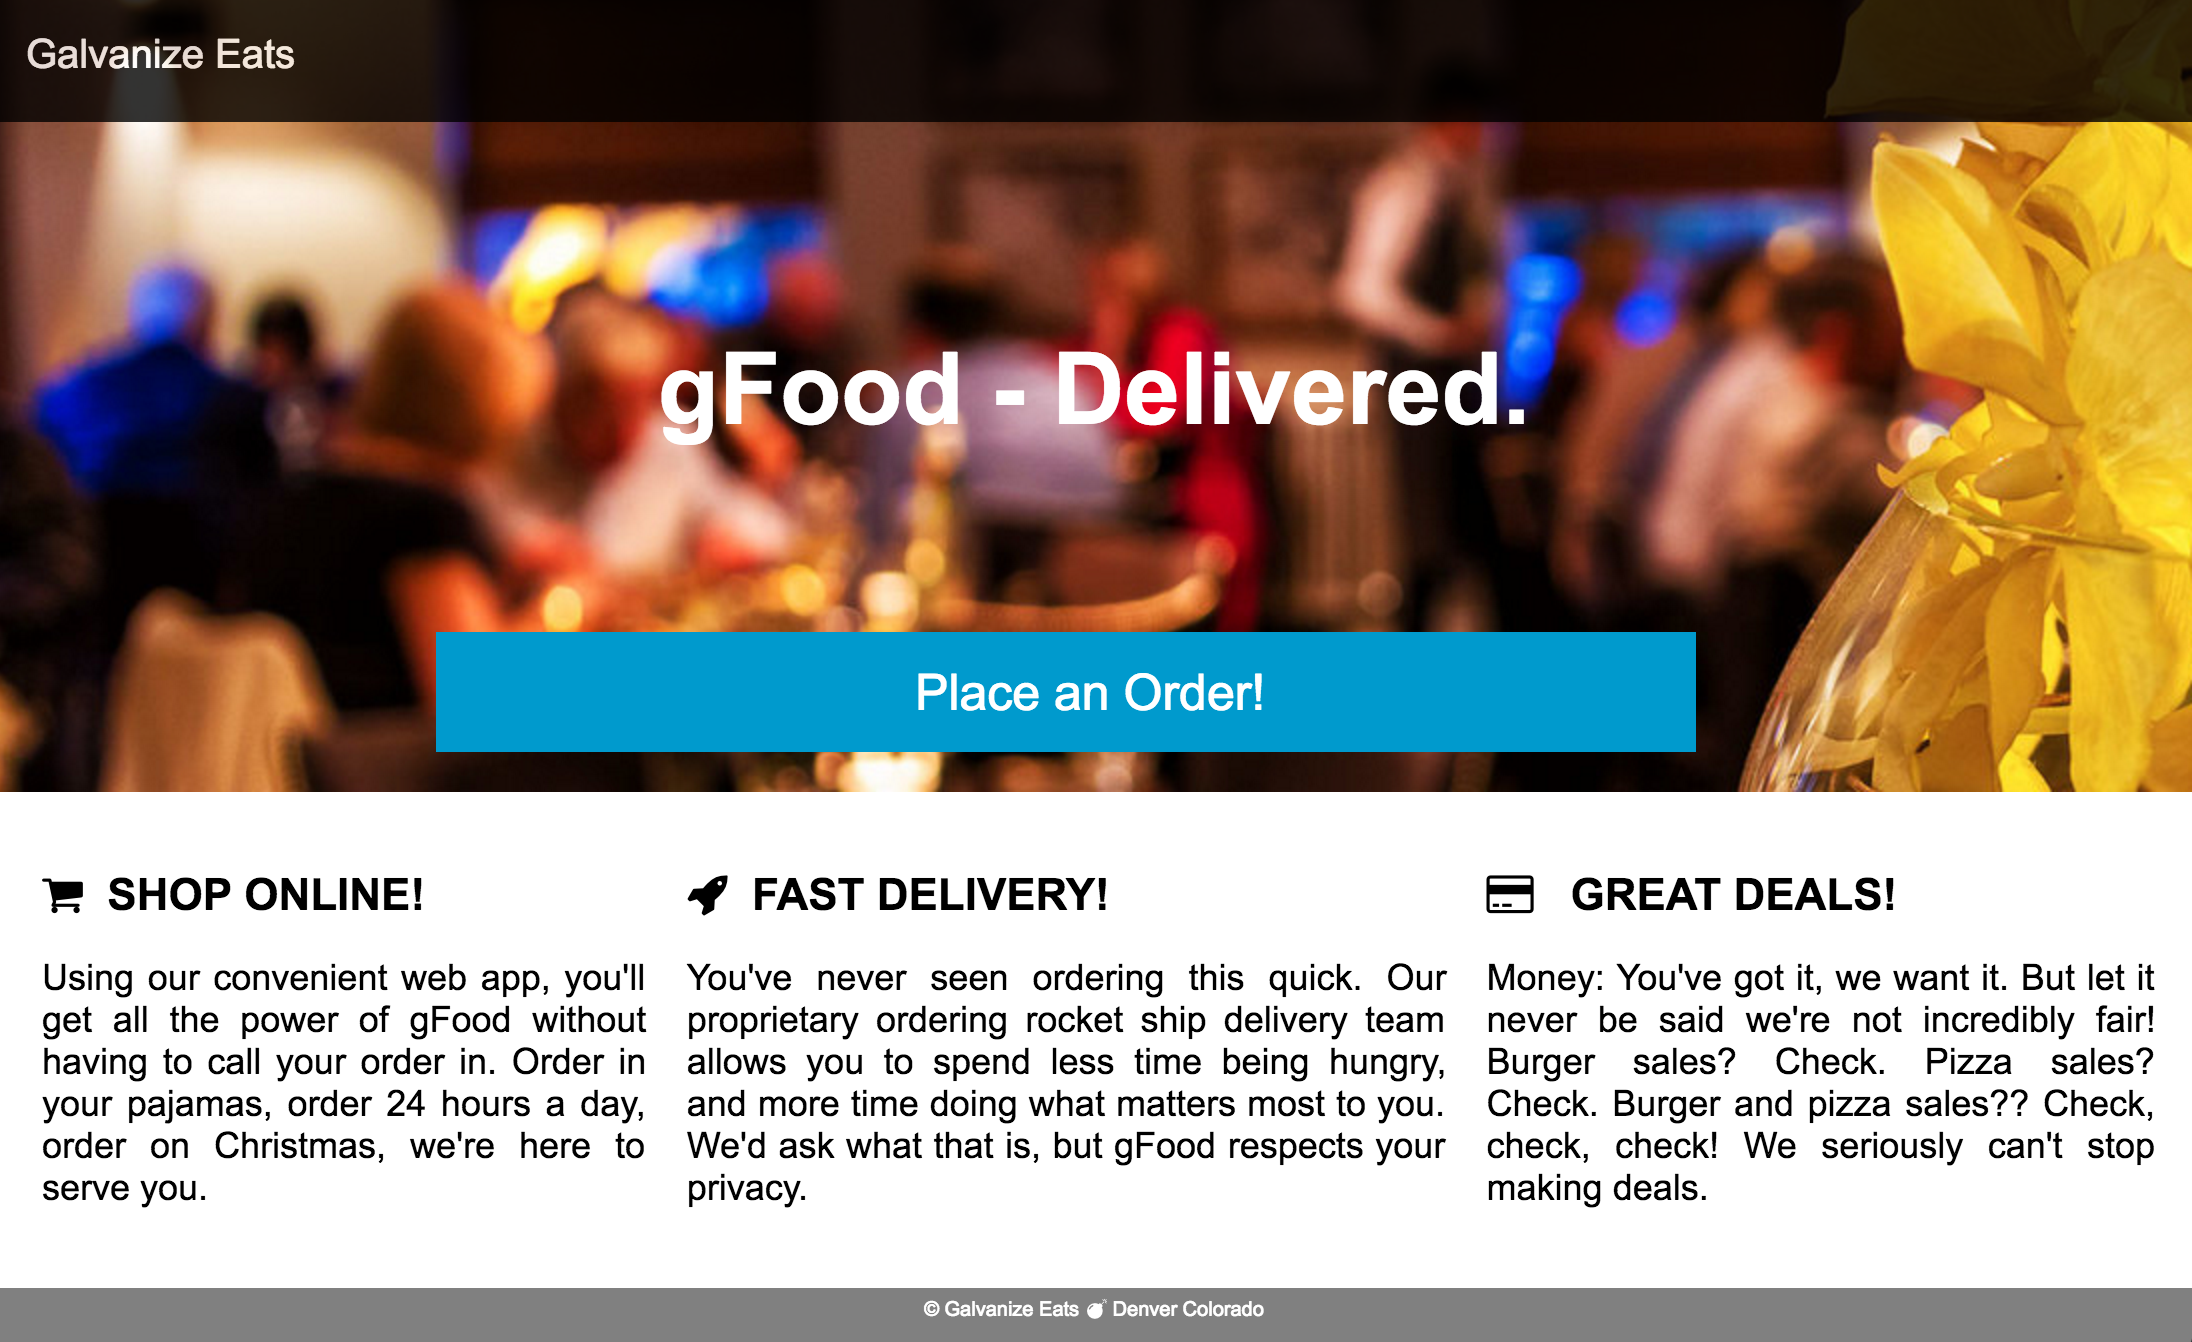 Galvanize Eats
gFood - Delivered.
Place an Order!
SHOP ONLINE!
Using our convenient web app, you'll
get all the power of gFood without
having to call your order in. Order in
your pajamas, order 24 hours a day,
order on Christmas, we're here to
serve you.
FAST DELIVERY!
You've never seen ordering this quick. Our
proprietary ordering rocket ship delivery team
allows you to spend less time being hungry,
and more time doing what matters most to you.
We'd ask what that is, but gFood respects your
privacy.
GREAT DEALS!
Money: You've got it, we want it. But let it
never be said we're not incredibly fair!
Burger sales? Check. Pizza sales?
Check. Burger and pizza sales?? Check,
check, check! We seriously can't stop
making deals.
© Galvanize Eats 💣 Denver Colorado